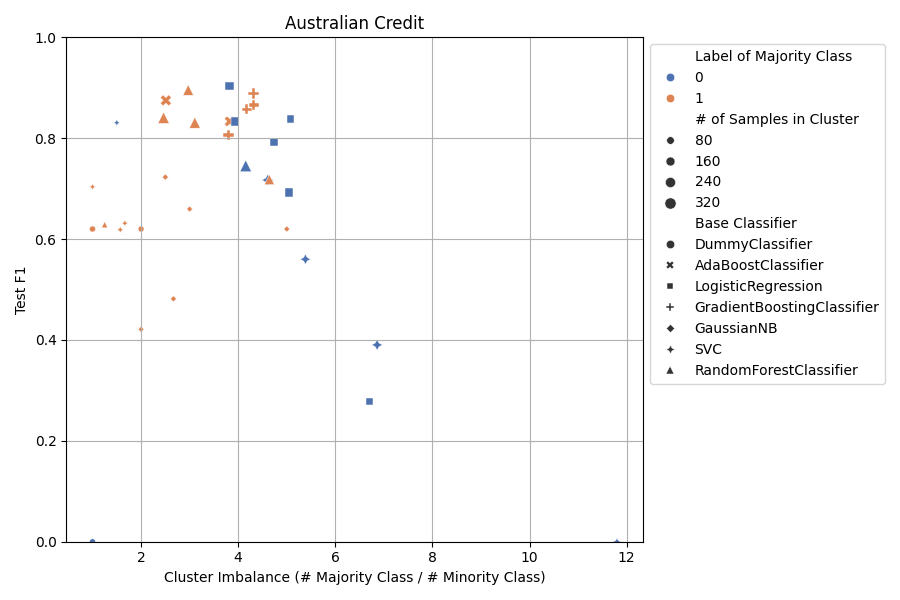 Australian Credit
1.0
0.8
0.6
0.4
0.2
0.0
Test F1
2
4
6
8
10
12
Cluster Imbalance (# Majority Class / # Minority Class)
Label of Majority Class
0
1
# of Samples in Cluster
80
160
240
320
Base Classifier
DummyClassifier
AdaBoostClassifier
LogisticRegression
GradientBoostingClassifier
GaussianNB
SVC
RandomForestClassifier